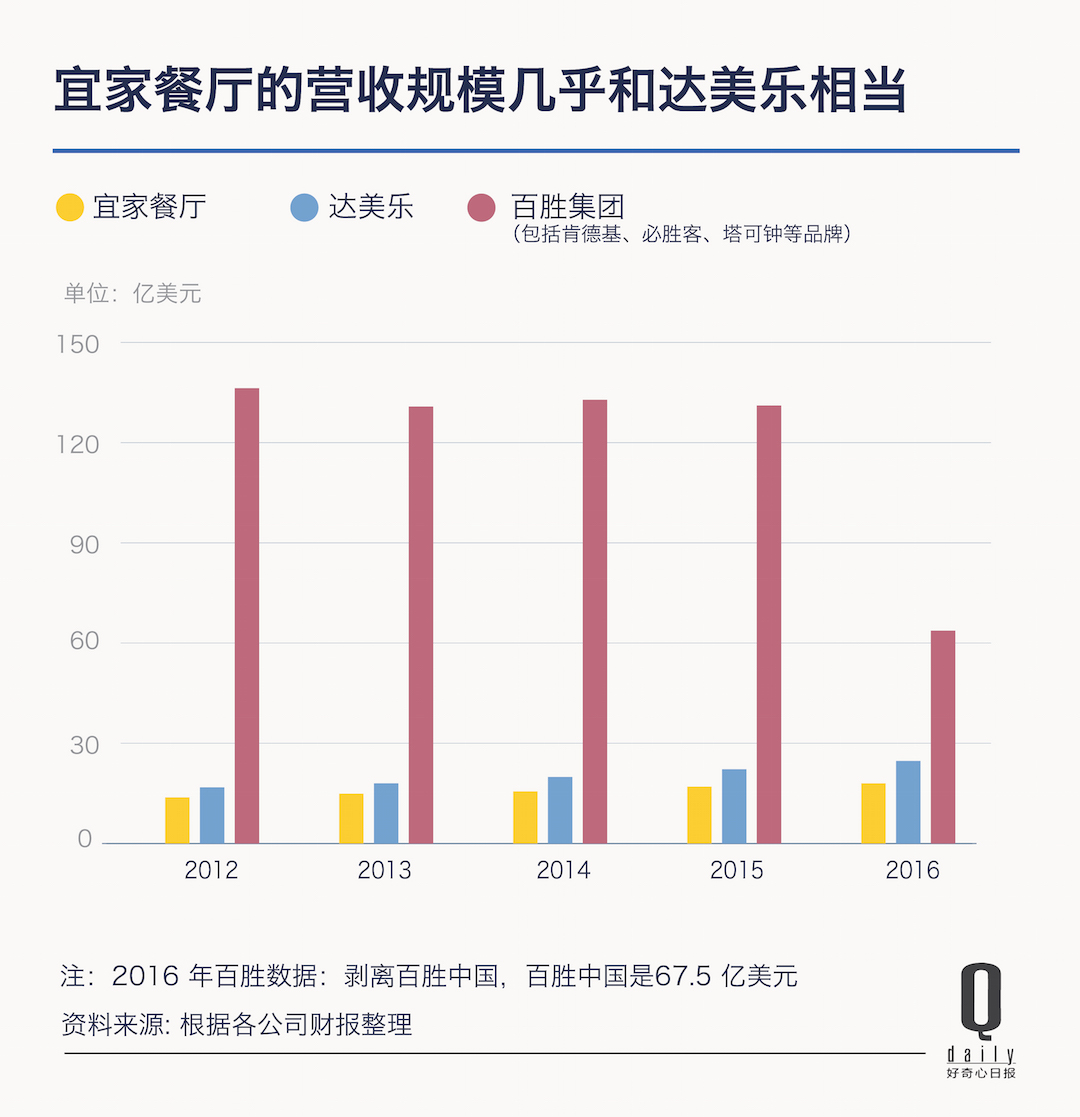 宜家餐厅的营收规模几乎和达美乐相当
宜家餐厅 达美乐 百胜集团
（包括肯德基、必胜客、塔可钟等品牌）
单位：亿美元
150
120
90
60
30
0
2012 2013 2014 2015 2016
注：2016 年百胜数据：剥离百胜中国，百胜中国是67.5 亿美元
资料来源: 根据各公司财报整理
Q
daily
好奇心日报